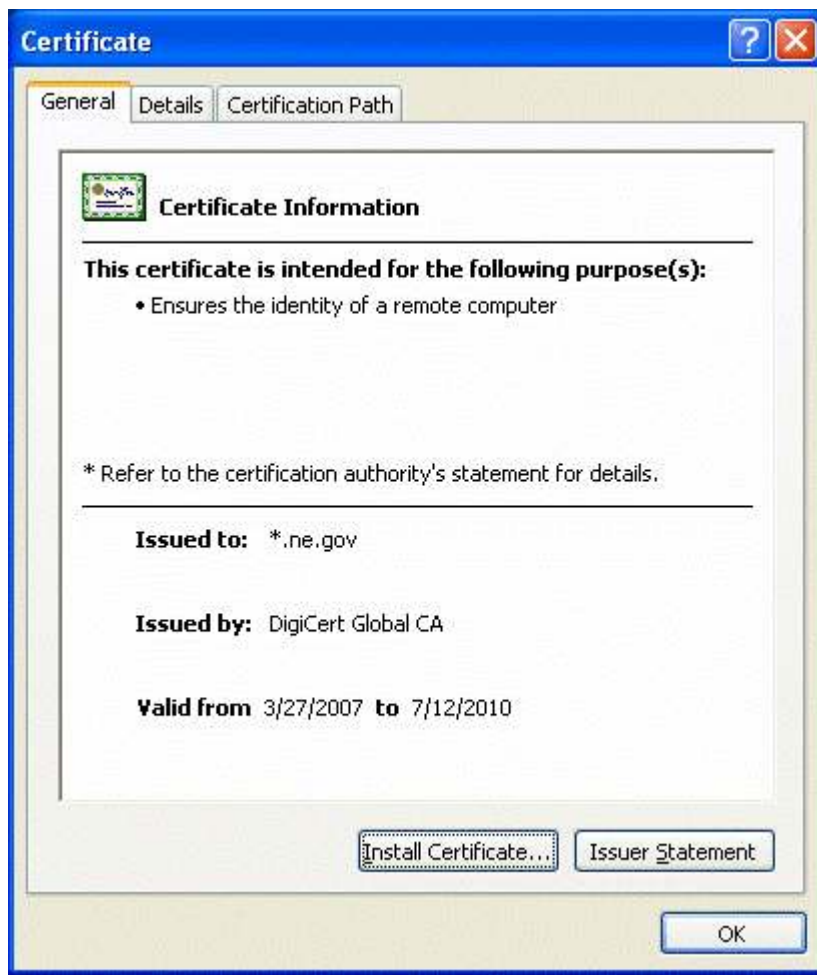 Certificate
General Details Certification Path
Certificate Information
This certificate is intended for the following purpose(s):
• Ensures the identity of a remote computer
* Refer to the certification authority's statement for details.
Issued to: *.ne.gov
Issued by: DigiCert Global CA
Valid from 3/27/2007 to 7/12/2010
Install Certificate... Issuer Statement
OK